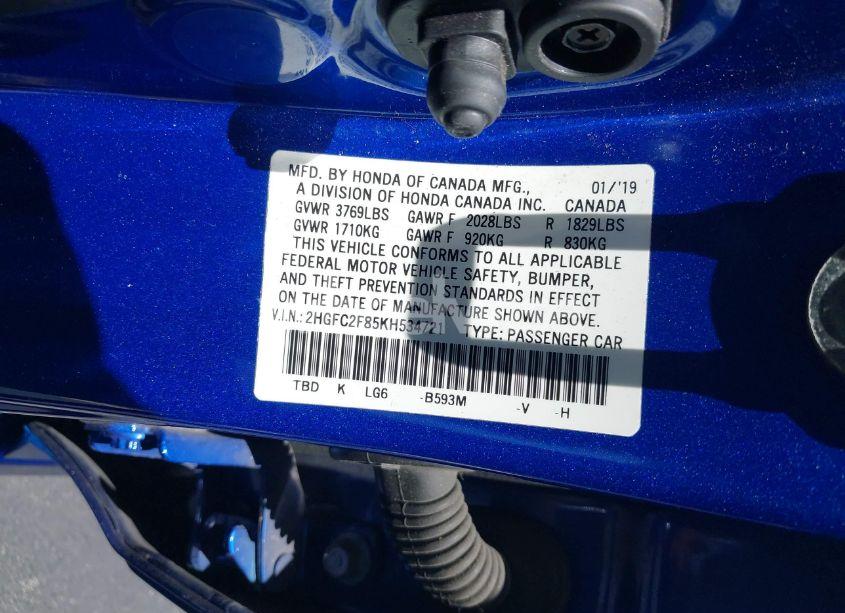 MFD. BY HONDA OF CANADA MFG., 01/'19
A DIVISION OF HONDA CANADA INC. CANADA
GVWR 3769LBS GAWR F 2028LBS R 1829LBS
GVWR 1710KG GAWR F 920KG R 830KG
THIS VEHICLE CONFORMS TO ALL APPLICABLE
FEDERAL MOTOR VEHICLE SAFETY, BUMPER,
AND THEFT PREVENTION STANDARDS IN EFFECT
ON THE DATE OF MANUFACTURE SHOWN ABOVE.
V.I.N.: 2HGFC2F85KH534721 TYPE: PASSENGER CAR
TBD K LG6 -B593M -V -H